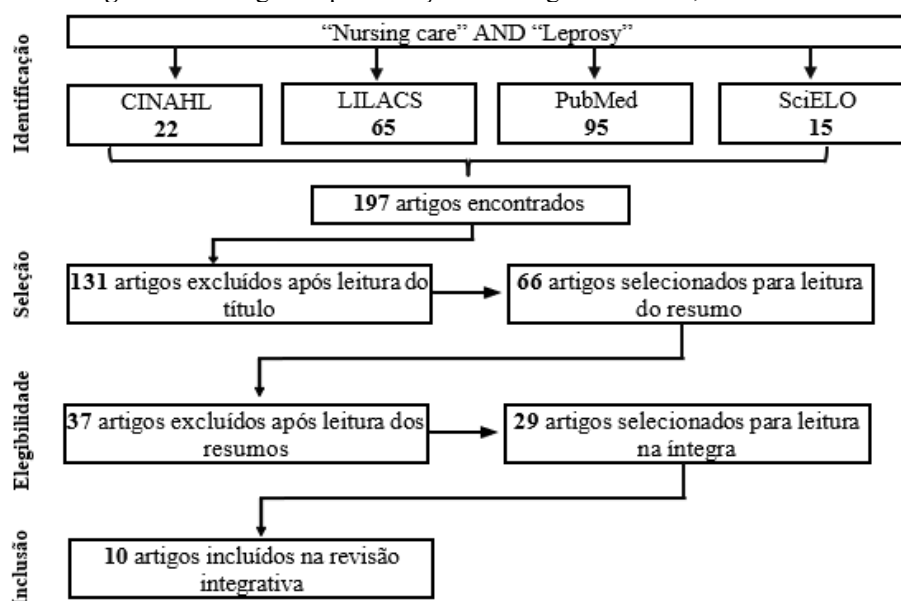 "Nursing care" AND "Leprosy"
Identificação
CINAHL
22
LILACS
65
PubMed
95
SciELO
15
197 artigos encontrados
Seleção
131 artigos excluídos após leitura do
título
66 artigos selecionados para leitura
do resumo
Elegibilidade
37 artigos excluídos após leitura dos
resumos
29 artigos selecionados para leitura
na íntegra
Inclusão
10 artigos incluídos na revisão
integrativa